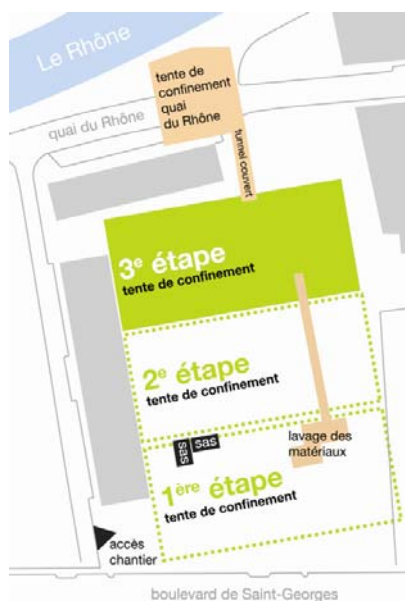 Le Rhône
tente de
confinement
quai
du Rhône
quai du Rhône
tunnel couvert
3e étape
tente de confinement
2e étape
tente de confinement
sas
sas
lavage des
matériaux
1ère étape
tente de confinement
accès
chantier
boulevard de Saint-Georges